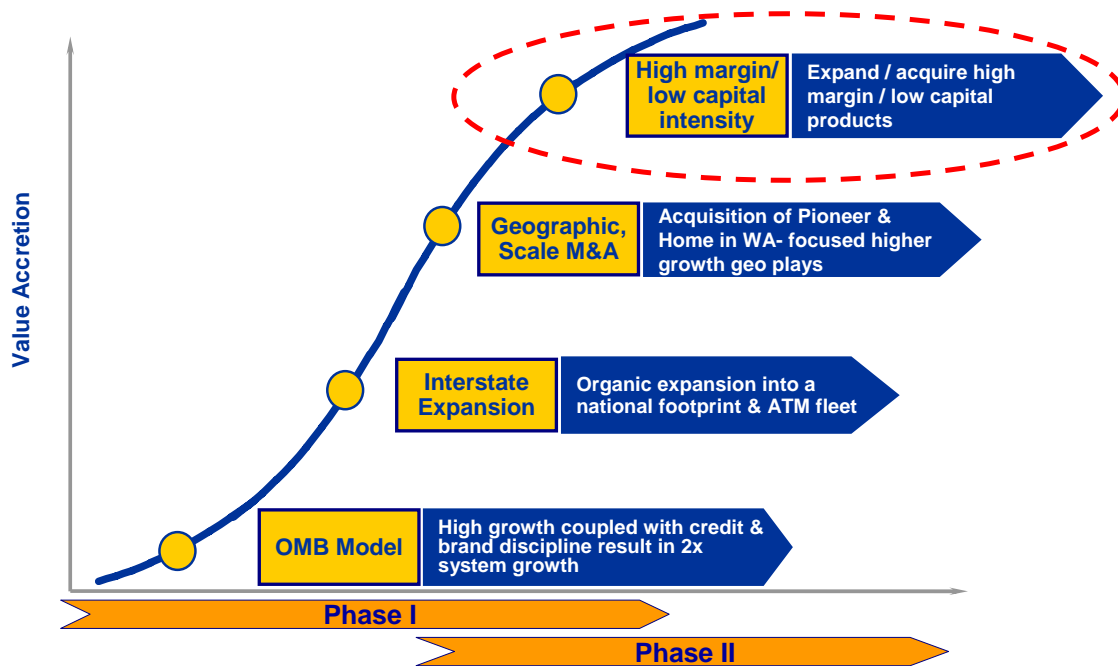 High margin/
low capital
intensity
Expand / acquire high
margin / low capital
products
Geographic,
Scale M&A
Acquisition of Pioneer &
Home in WA- focused higher
growth geo plays
Value Accretion
Interstate
Expansion
Organic expansion into a
national footprint & ATM fleet
OMB Model
High growth coupled with credit &
brand discipline result in 2x
system growth
Phase I
Phase II